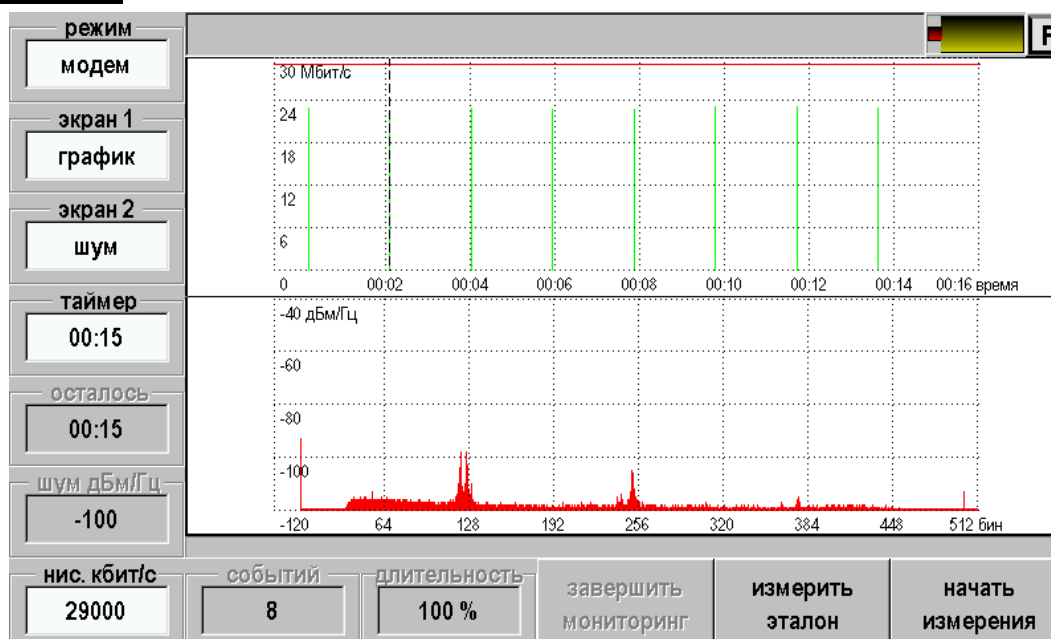 режим
модем
экран 1
график
экран 2
шум
таймер
00:15
осталось
00:15
шум дБм/Гц
-100
нис. кбит/с
29000
30 Мбит/с
24
18
12
6
0 00:02 00:04 00:06 00:08 00:10 00:12 00:14 00:16 время
-40 дБм/Гц
-60
-80
-100
-120 64 128 192 256 320 384 448 512 бин
событий
8
длительность
100 %
завершить
мониторинг
измерить
эталон
начать
измерения